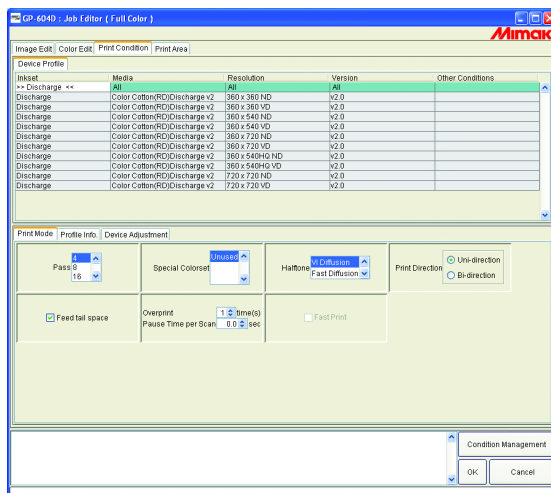 GP-604D : Job Editor ( Full Color )
Mimaki
Image Edit Color Edit Print Condition Print Area
Device Profile
Inkset Media Resolution Version Other Conditions
>> Discharge << All All All
Discharge Color Cotton(RD)Discharge v2 360 x 360 ND v2.0
Discharge Color Cotton(RD)Discharge v2 360 x 360 VD v2.0
Discharge Color Cotton(RD)Discharge v2 360 x 540 ND v2.0
Discharge Color Cotton(RD)Discharge v2 360 x 540 VD v2.0
Discharge Color Cotton(RD)Discharge v2 360 x 720 ND v2.0
Discharge Color Cotton(RD)Discharge v2 360 x 720 VD v2.0
Discharge Color Cotton(RD)Discharge v2 360 x 540HQ ND v2.0
Discharge Color Cotton(RD)Discharge v2 360 x 540HQ VD v2.0
Discharge Color Cotton(RD)Discharge v2 720 x 720 ND v2.0
Discharge Color Cotton(RD)Discharge v2 720 x 720 VD v2.0
Print Mode Profile Info. Device Adjustment
Pass 4 8 16
Special Colorset Unused
Halftone VI Diffusion Fast Diffusion
Print Direction Uni-direction Bi-direction
Feed tail space
Overprint 1 time(s)
Pause Time per Scan 0.0 sec
Fast Print
Condition Management
OK Cancel